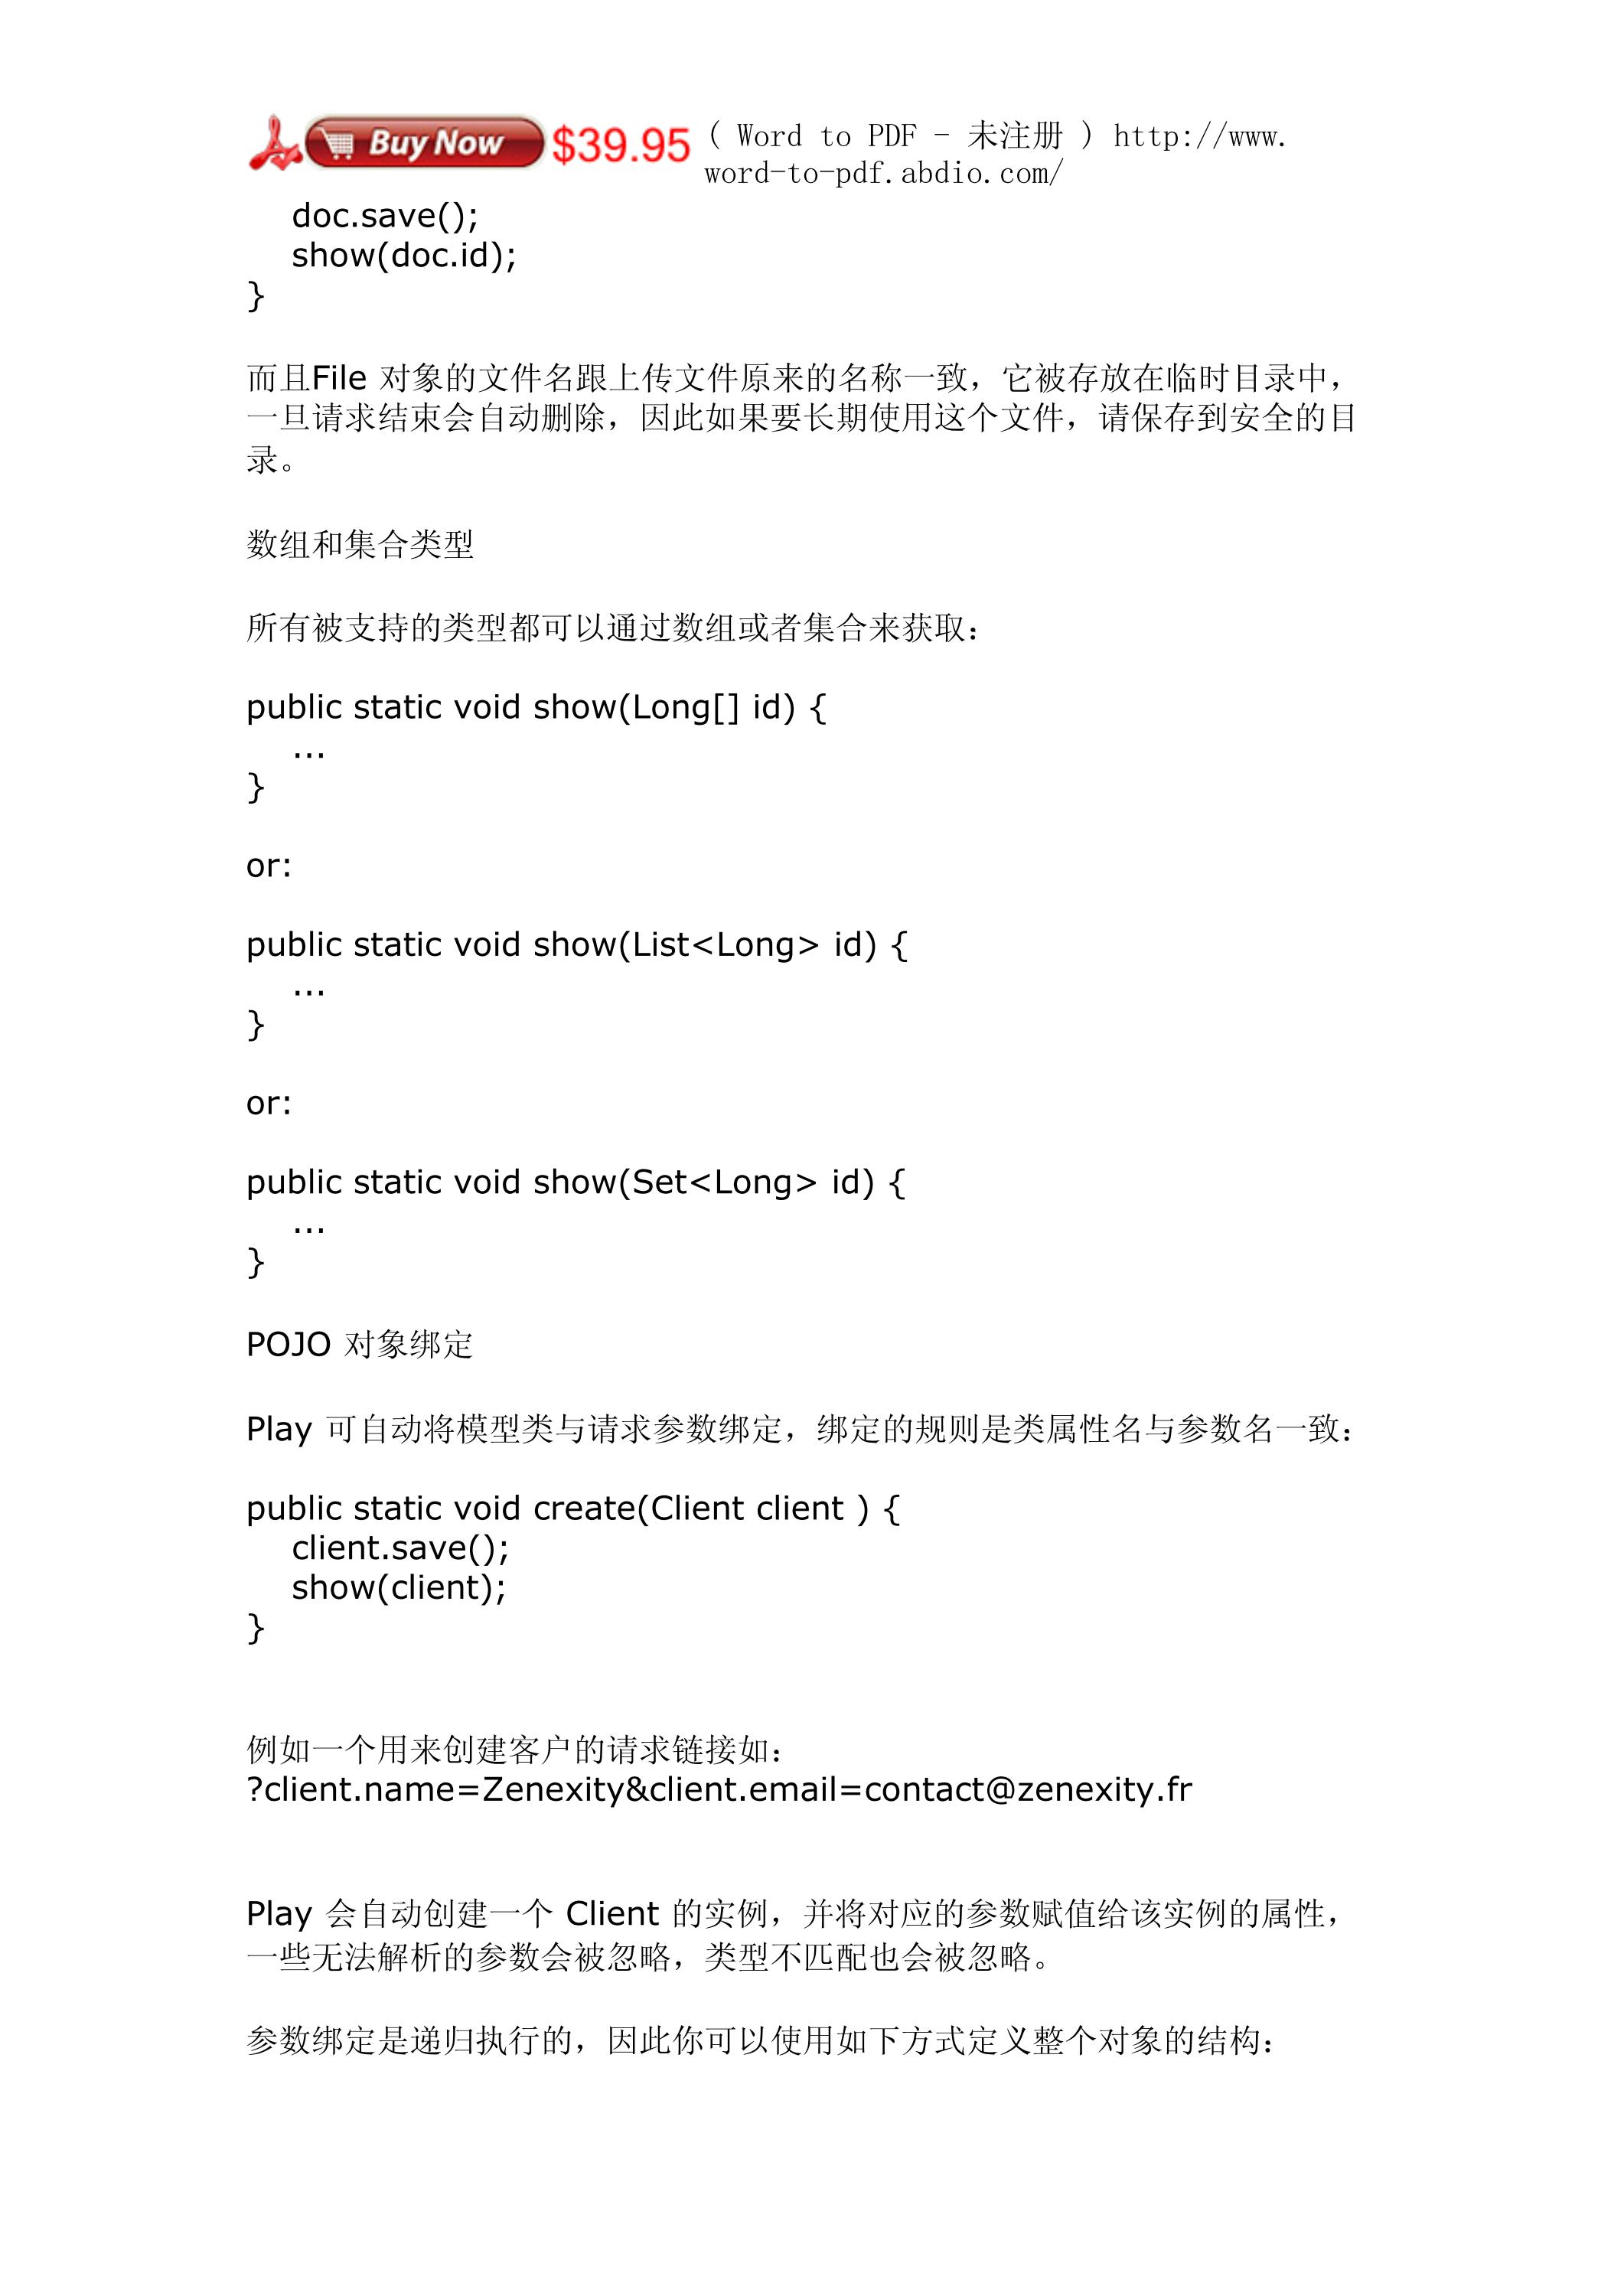 Buy Now $39.95 ( Word to PDF - 未注册 ) http://www.
word-to-pdf.abdio.com/
doc.save();
show(doc.id);
}
而且File 对象的文件名跟上传文件原来的名称一致，它被存放在临时目录中，
一旦请求结束会自动删除，因此如果要长期使用这个文件，请保存到安全的目
录。
数组和集合类型
所有被支持的类型都可以通过数组或者集合来获取：
public static void show(Long[] id) {
...
}
or:
public static void show(List<Long> id) {
...
}
or:
public static void show(Set<Long> id) {
...
}
POJO 对象绑定
Play 可自动将模型类与请求参数绑定，绑定的规则是类属性名与参数名一致：
public static void create(Client client ) {
client.save();
show(client);
}
例如一个用来创建客户的请求链接如：
?client.name=Zenexity&client.email=contact@zenexity.fr
Play 会自动创建一个 Client 的实例，并将对应的参数赋值给该实例的属性，
一些无法解析的参数会被忽略，类型不匹配也会被忽略。
参数绑定是递归执行的，因此你可以使用如下方式定义整个对象的结构：